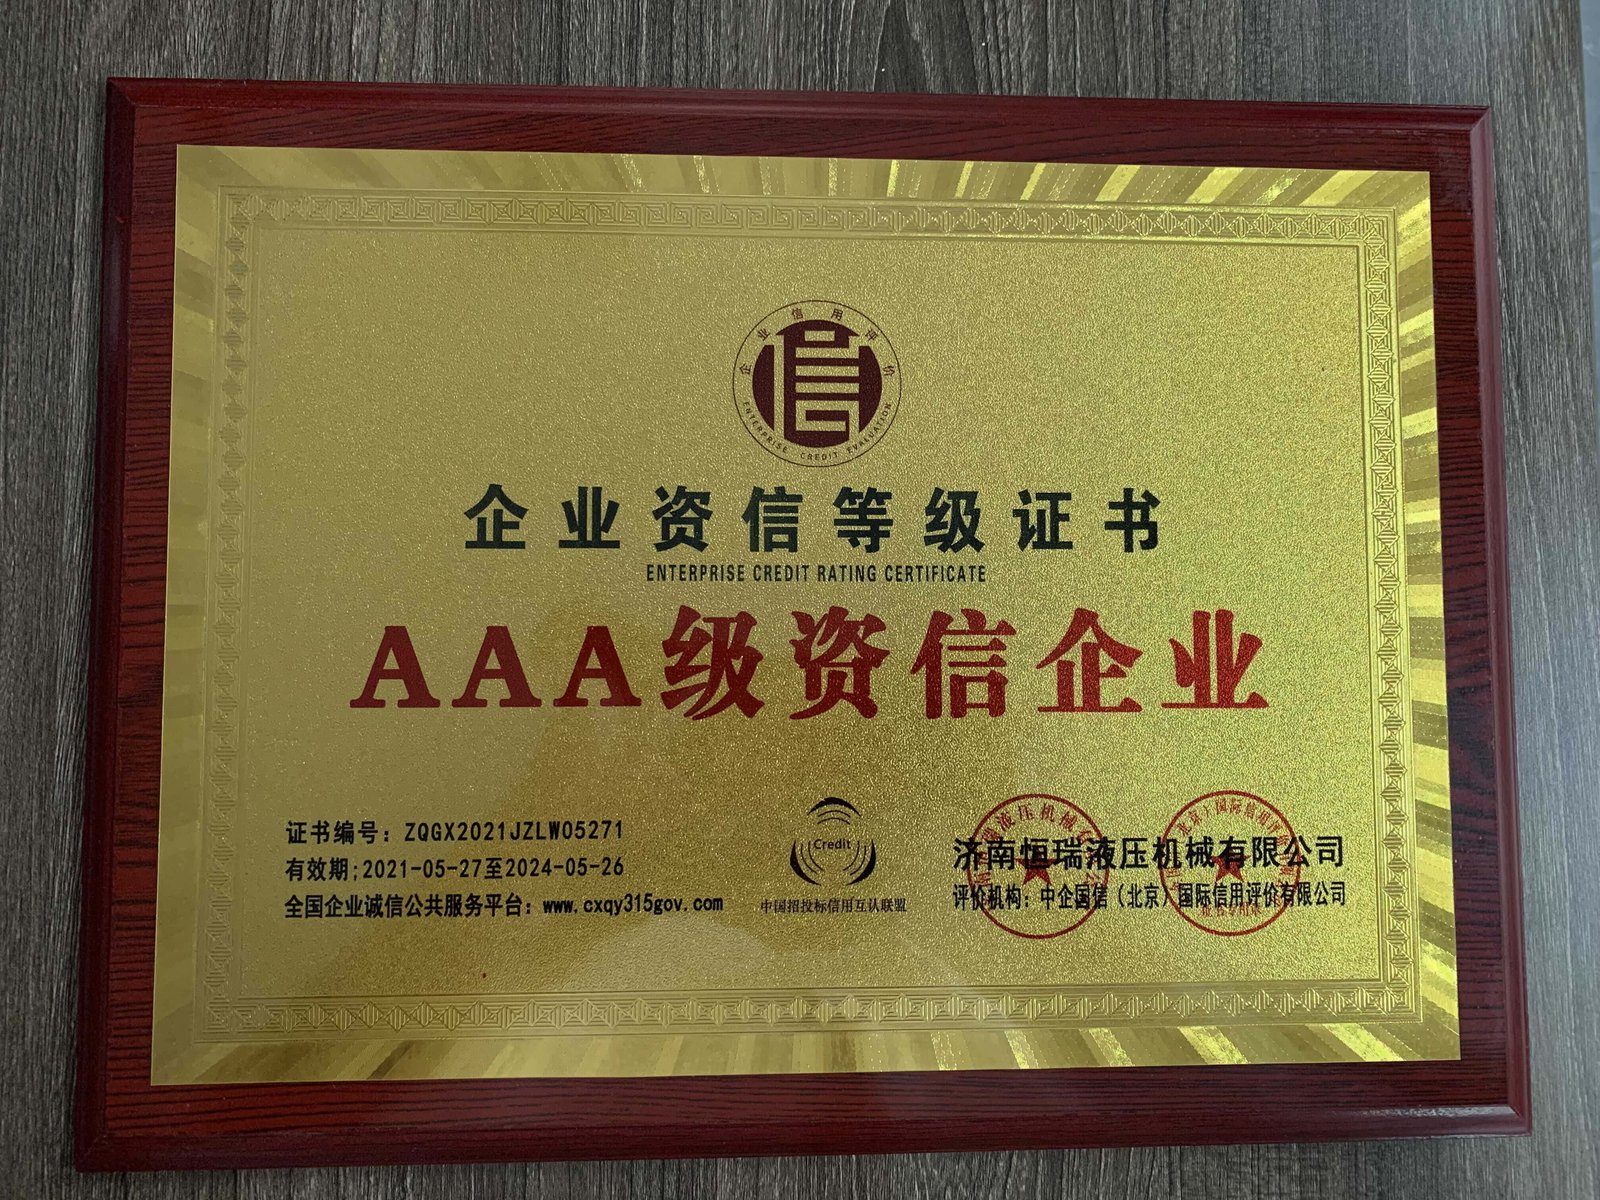 企业信用评价
ENTERPRISE CREDIT EVALUATION
企业资信等级证书
ENTERPRISE CREDIT RATING CERTIFICATE
AAA级资信企业
证书编号：ZQGX2021JZLW05271
有效期;2021-05-27至2024-05-26
全国企业诚信公共服务平台：www.cxqy315gov.com
Credit
中国招投标信用互认联盟
济南恒瑞液压机械有限公司
评价机构：中企国信（北京）国际信用评价有限公司